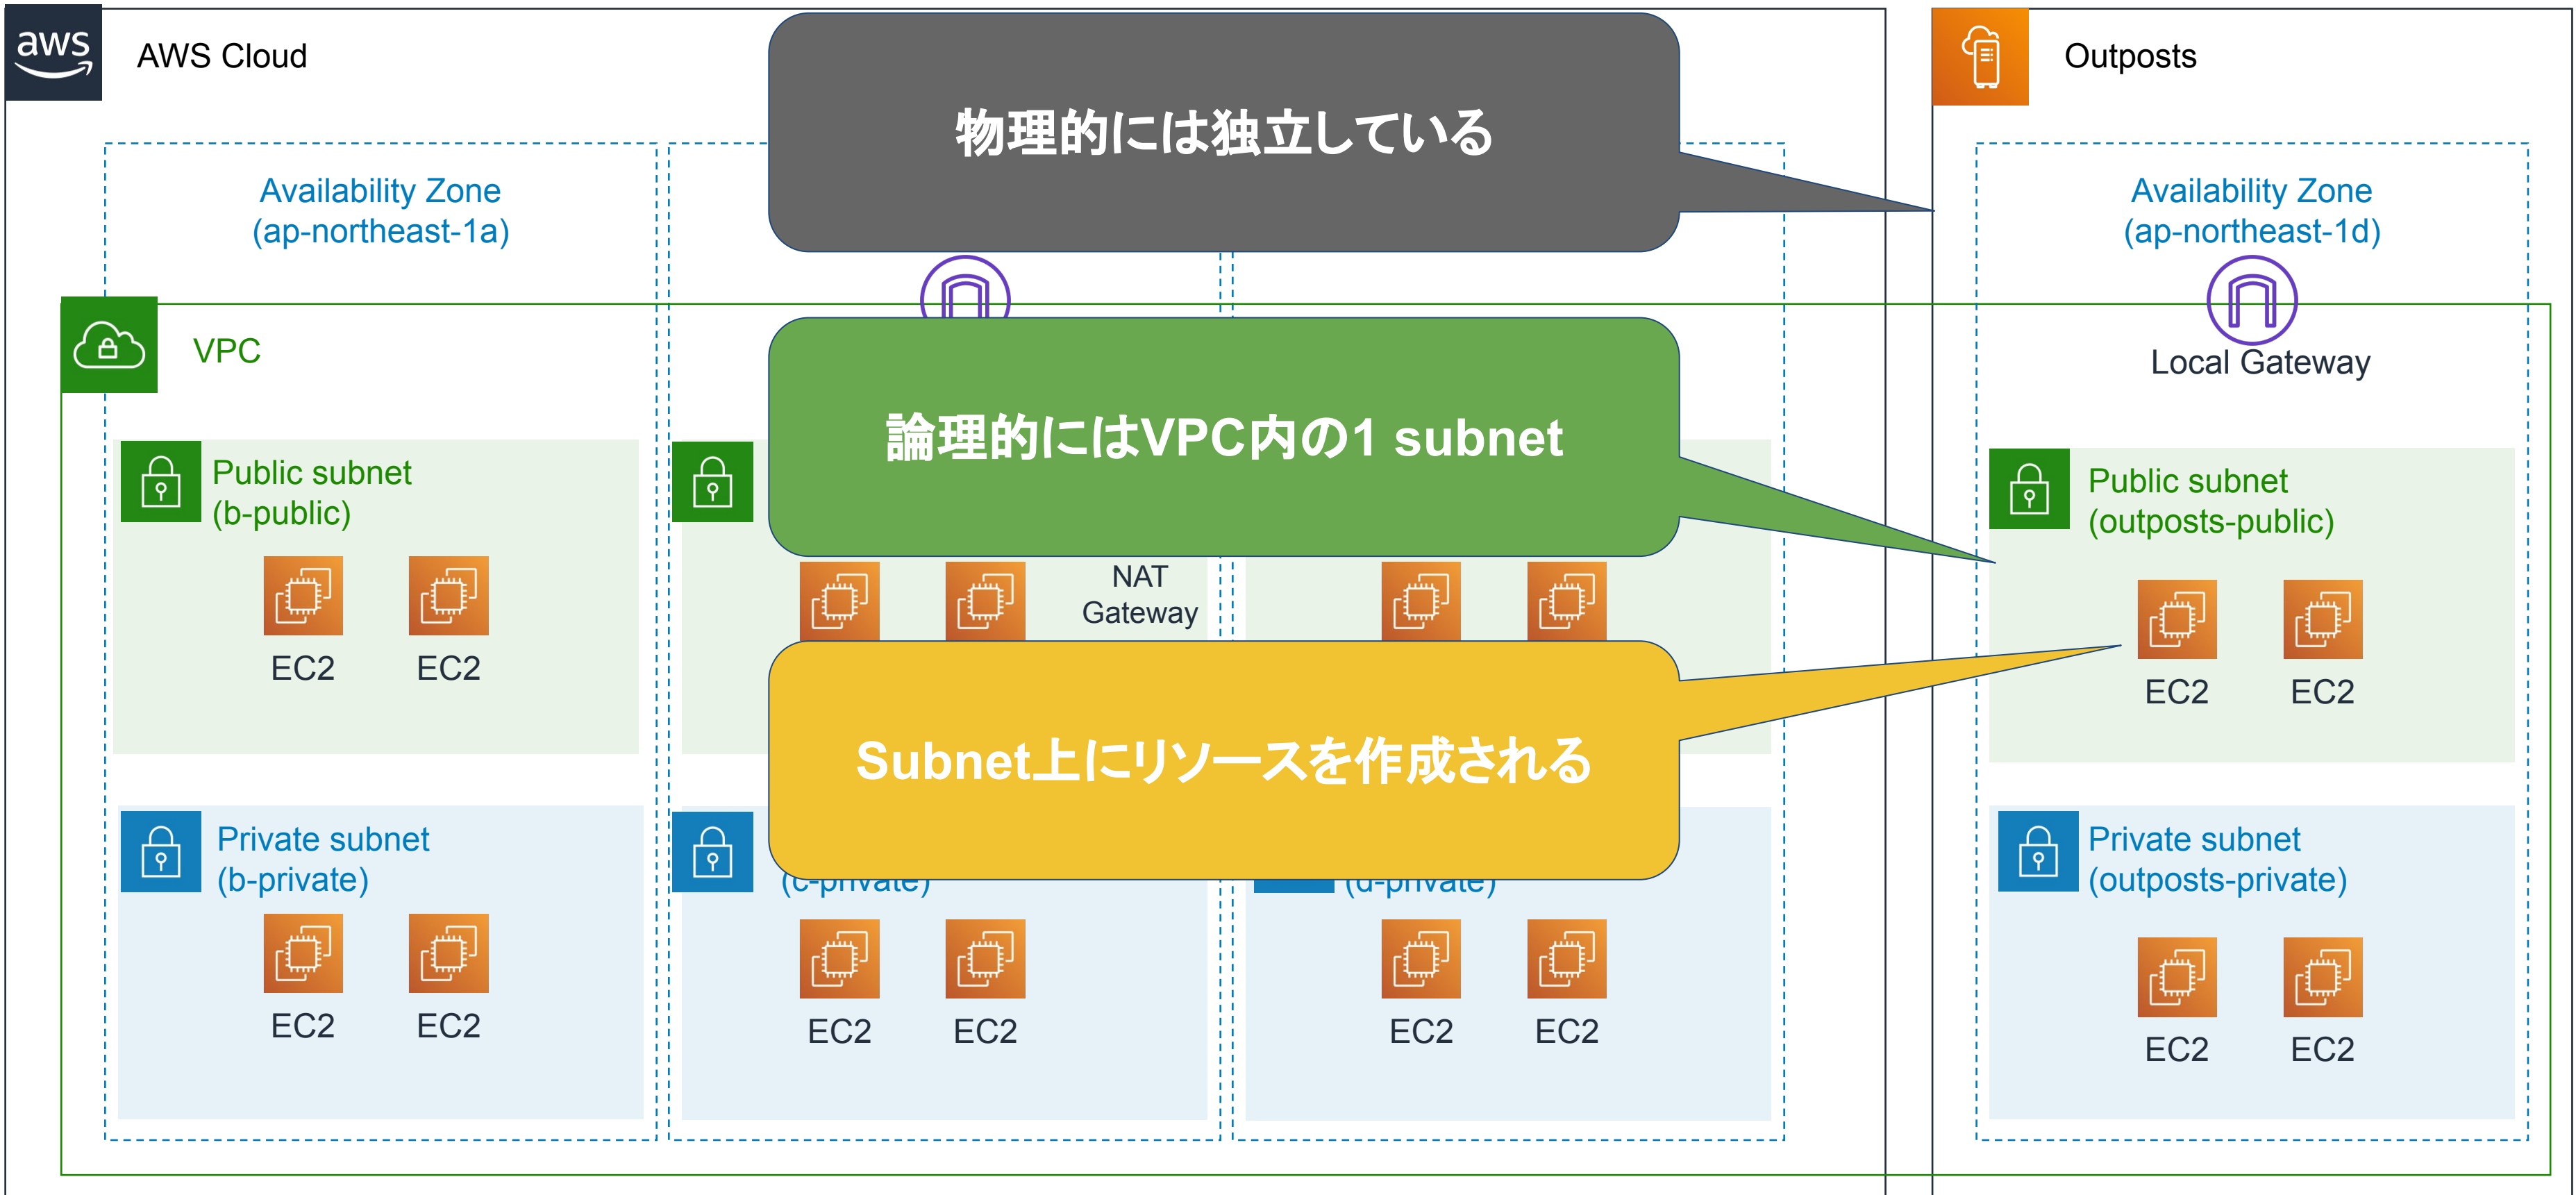 aws
AWS Cloud
Outposts
物理的には独立している
Availability Zone
(ap-northeast-1a)
Availability Zone
(ap-northeast-1d)
VPC
Local Gateway
論理的にはVPC内の1 subnet
Public subnet
(b-public)
Public subnet
(outposts-public)
NAT
Gateway
EC2 EC2
EC2 EC2
Subnet上にリソースを作成される
Private subnet
(b-private)
(c-private)
(d-private)
Private subnet
(outposts-private)
EC2 EC2
EC2 EC2
EC2 EC2
EC2 EC2